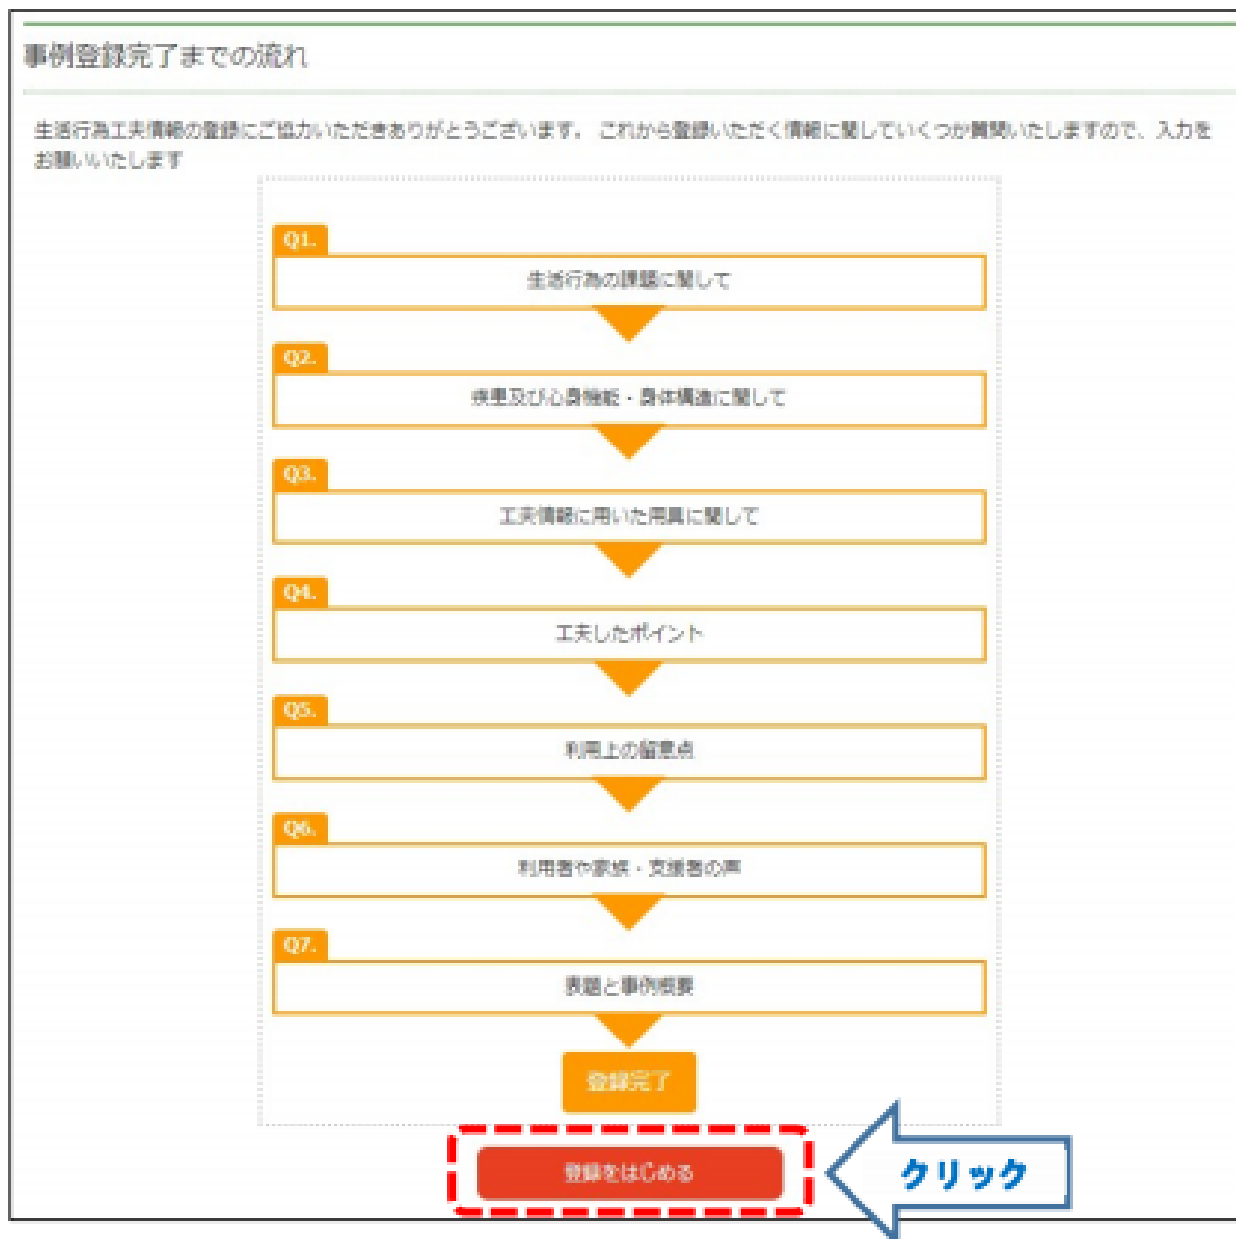 事例登録完了までの流れ
生活行為工夫情報の登録にご協力いただきありがとうございます。 これから登録いただく情報に関していくつか質問いたしますので、入力を
お願いいたします
Q1.
生活行為の課題に関して
Q2.
疾患及び心身機能・身体構造に関して
Q3.
工夫情報に用いた用具に関して
Q4.
工夫したポイント
Q5.
利用上の留意点
Q6.
利用者や家族・支援者の声
Q7.
表題と事例概要
登録完了
登録をはじめる
クリック